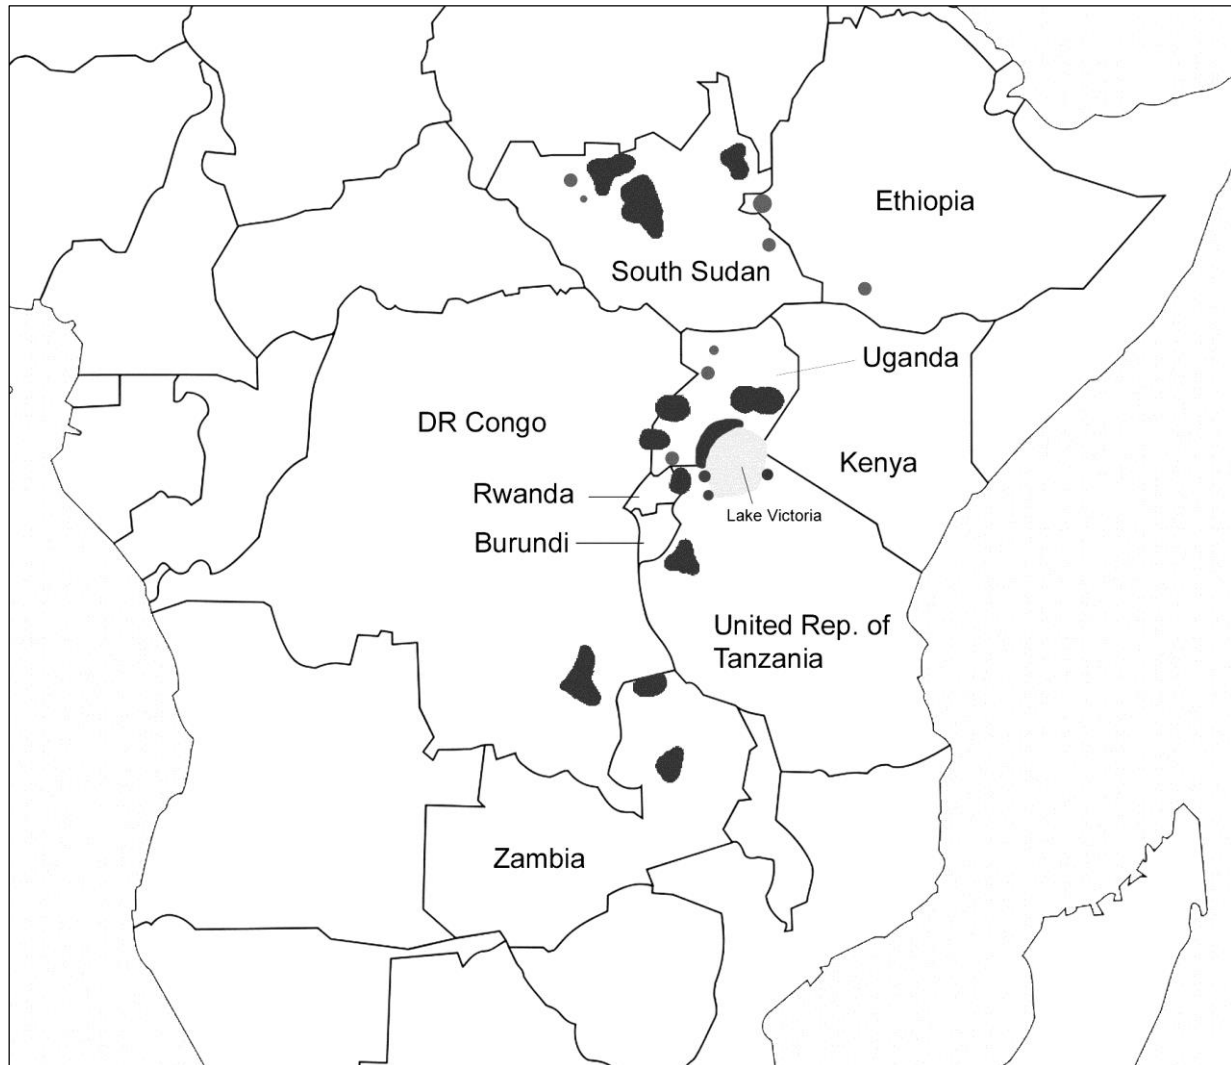 Ethiopia
South Sudan
Uganda
DR Congo
Kenya
Rwanda
Lake Victoria
Burundi
United Rep. of
Tanzania
Zambia